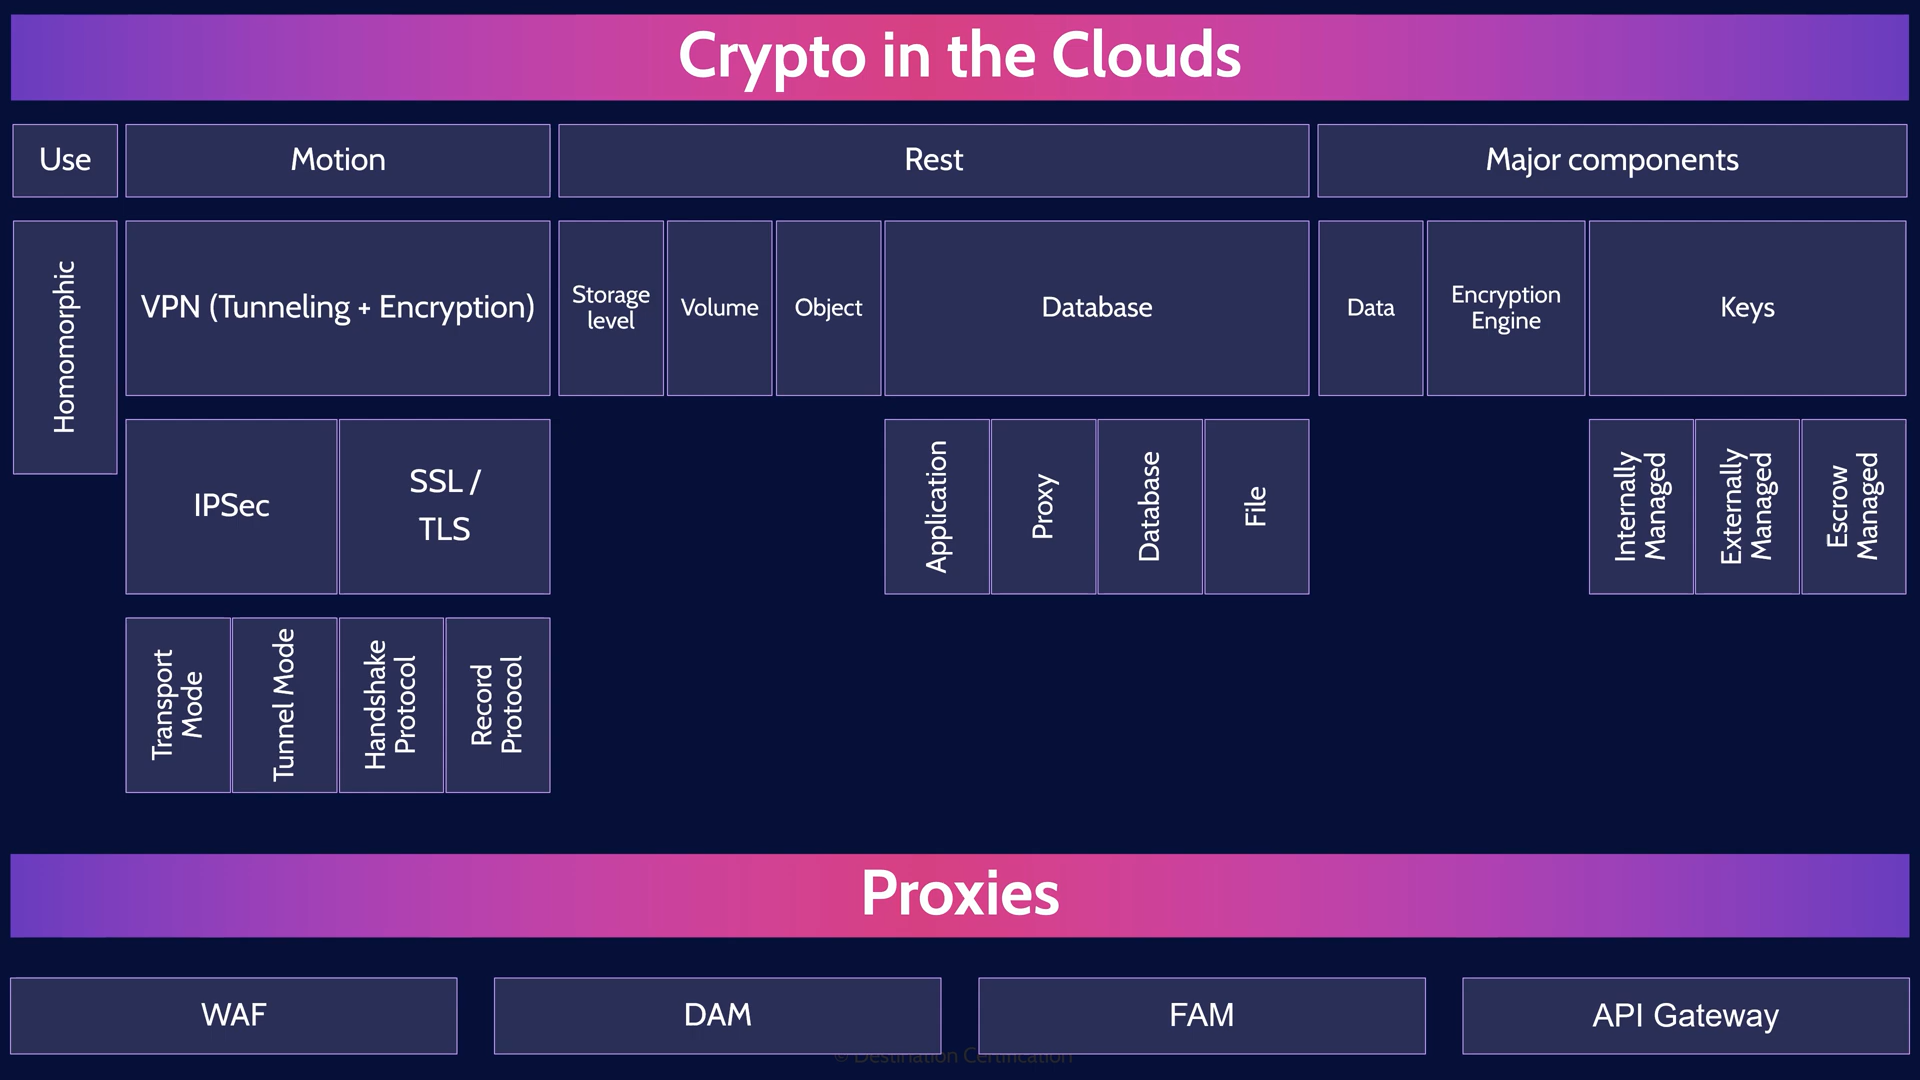 Crypto in the Clouds
Use
Motion
Rest
Major components
Homomorphic
VPN (Tunneling + Encryption)
Storage
level
Volume
Object
Database
Data
Encryption
Engine
Keys
IPSec
SSL /
TLS
Application
Proxy
Database
File
Internally
Managed
Externally
Managed
Escrow
Managed
Transport
Mode
Tunnel Mode
Handshake
Protocol
Record
Protocol
Proxies
WAF
DAM
FAM
API Gateway
© Destination Certification